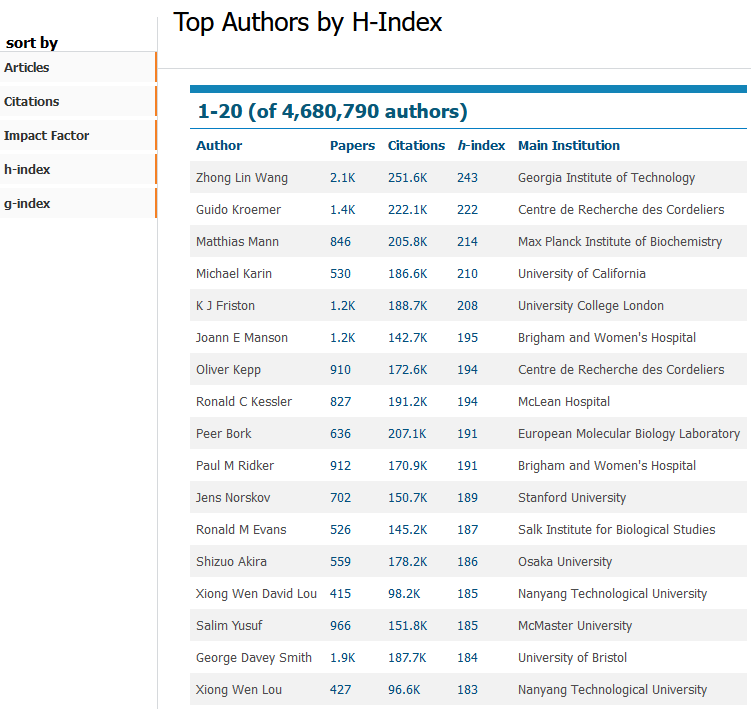 Top Authors by H-Index
sort by
Articles
Citations
Impact Factor
h-index
g-index
1-20 (of 4,680,790 authors)
Author Papers Citations h-index Main Institution
Zhong Lin Wang 2.1K 251.6K 243 Georgia Institute of Technology
Guido Kroemer 1.4K 222.1K 222 Centre de Recherche des Cordeliers
Matthias Mann 846 205.8K 214 Max Planck Institute of Biochemistry
Michael Karin 530 186.6K 210 University of California
K J Friston 1.2K 188.7K 208 University College London
Joann E Manson 1.2K 142.7K 195 Brigham and Women's Hospital
Oliver Kepp 910 172.6K 194 Centre de Recherche des Cordeliers
Ronald C Kessler 827 191.2K 194 McLean Hospital
Peer Bork 636 207.1K 191 European Molecular Biology Laboratory
Paul M Ridker 912 170.9K 191 Brigham and Women's Hospital
Jens Norskov 702 150.7K 189 Stanford University
Ronald M Evans 526 145.2K 187 Salk Institute for Biological Studies
Shizuo Akira 559 178.2K 186 Osaka University
Xiong Wen David Lou 415 98.2K 185 Nanyang Technological University
Salim Yusuf 966 151.8K 185 McMaster University
George Davey Smith 1.9K 187.7K 184 University of Bristol
Xiong Wen Lou 427 96.6K 183 Nanyang Technological University